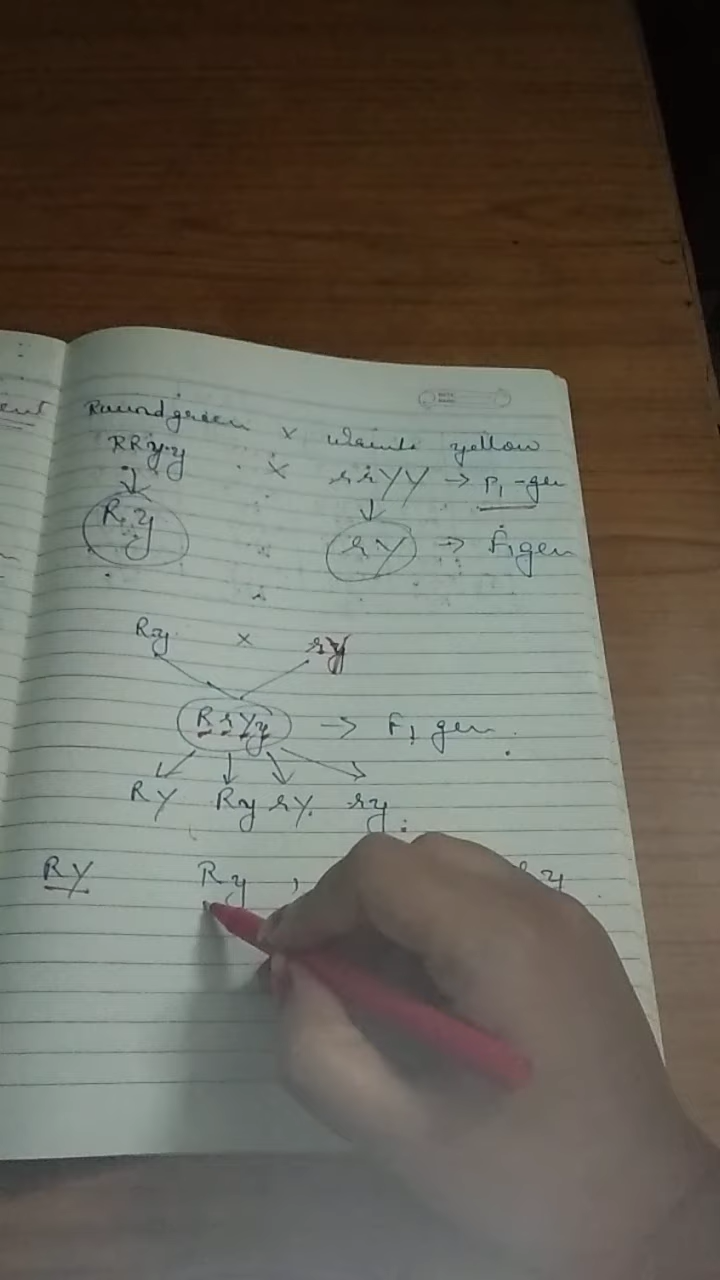 Round green × yellow
RRyy × rrYY → P1 - gen
Ry rY → F1 gen
Ry × ry
RrYy → F1 gen.
RY Ry rY. ry
RY Ry ,